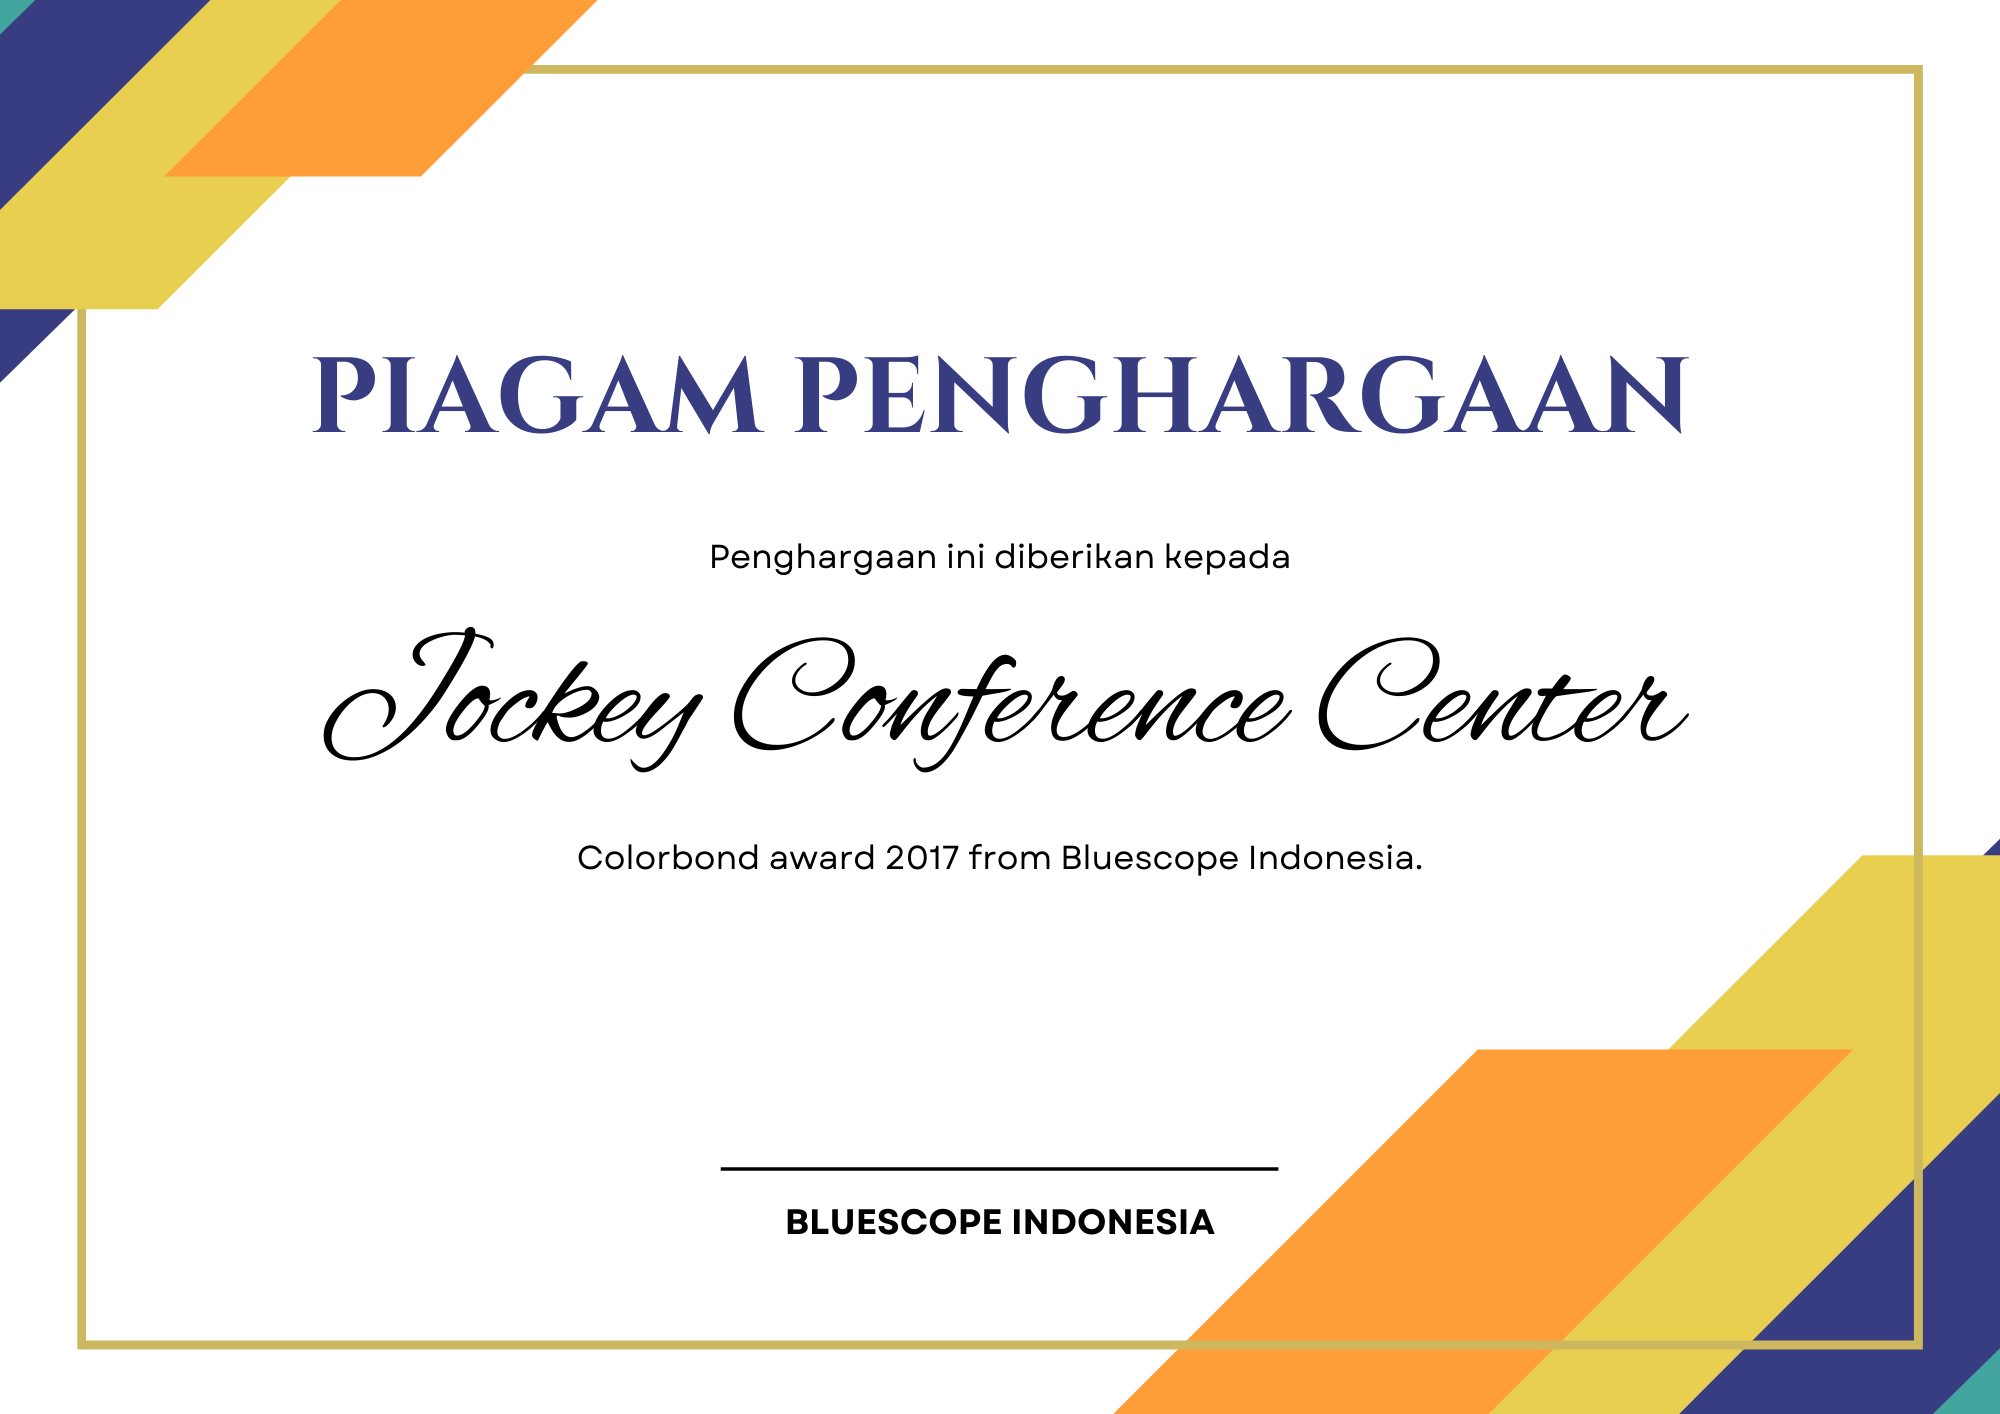 PIAGAM PENGHARGAAN
Penghargaan ini diberikan kepada
Jockey Conference Center
Colorbond award 2017 from Bluescope Indonesia.
BLUESCOPE INDONESIA